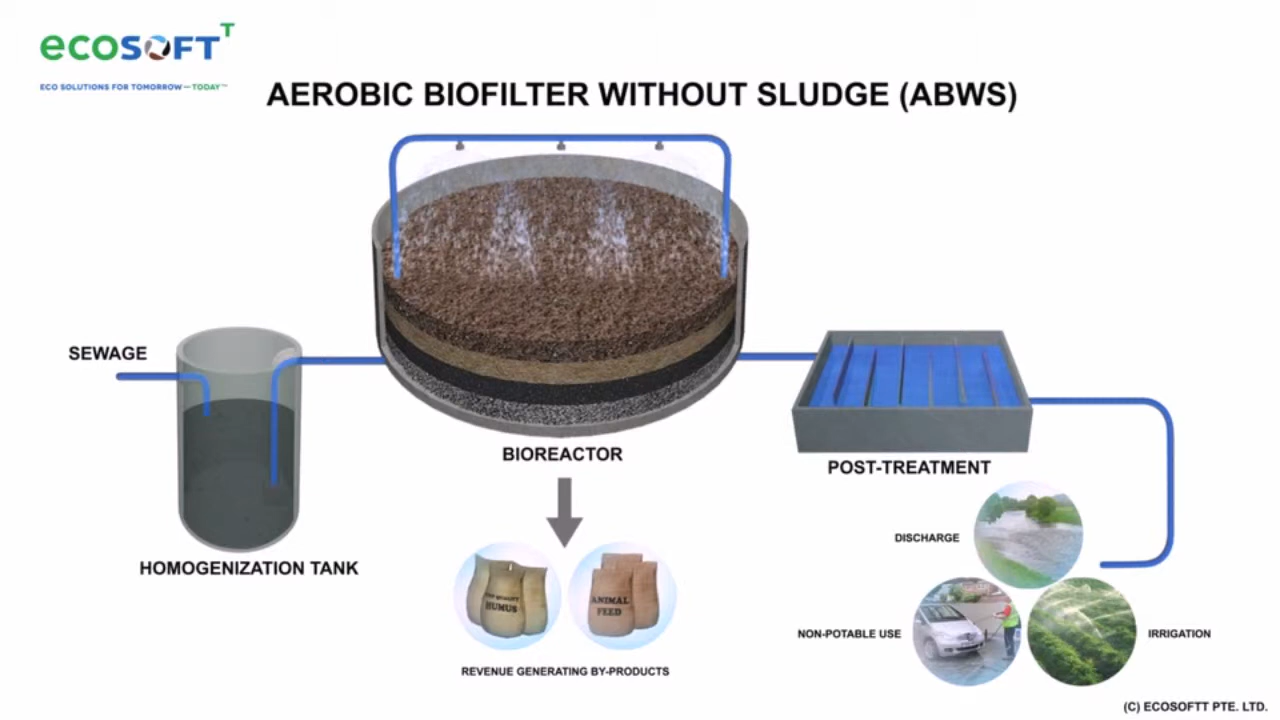 ecosoftT
ECO SOLUTIONS FOR TOMORROW—TODAY™
AEROBIC BIOFILTER WITHOUT SLUDGE (ABWS)
SEWAGE
HOMOGENIZATION TANK
BIOREACTOR
POST-TREATMENT
DISCHARGE
HUMUS
ANIMAL
FEED
NON-POTABLE USE
IRRIGATION
REVENUE GENERATING BY-PRODUCTS
(C) ECOSOFTT PTE. LTD.